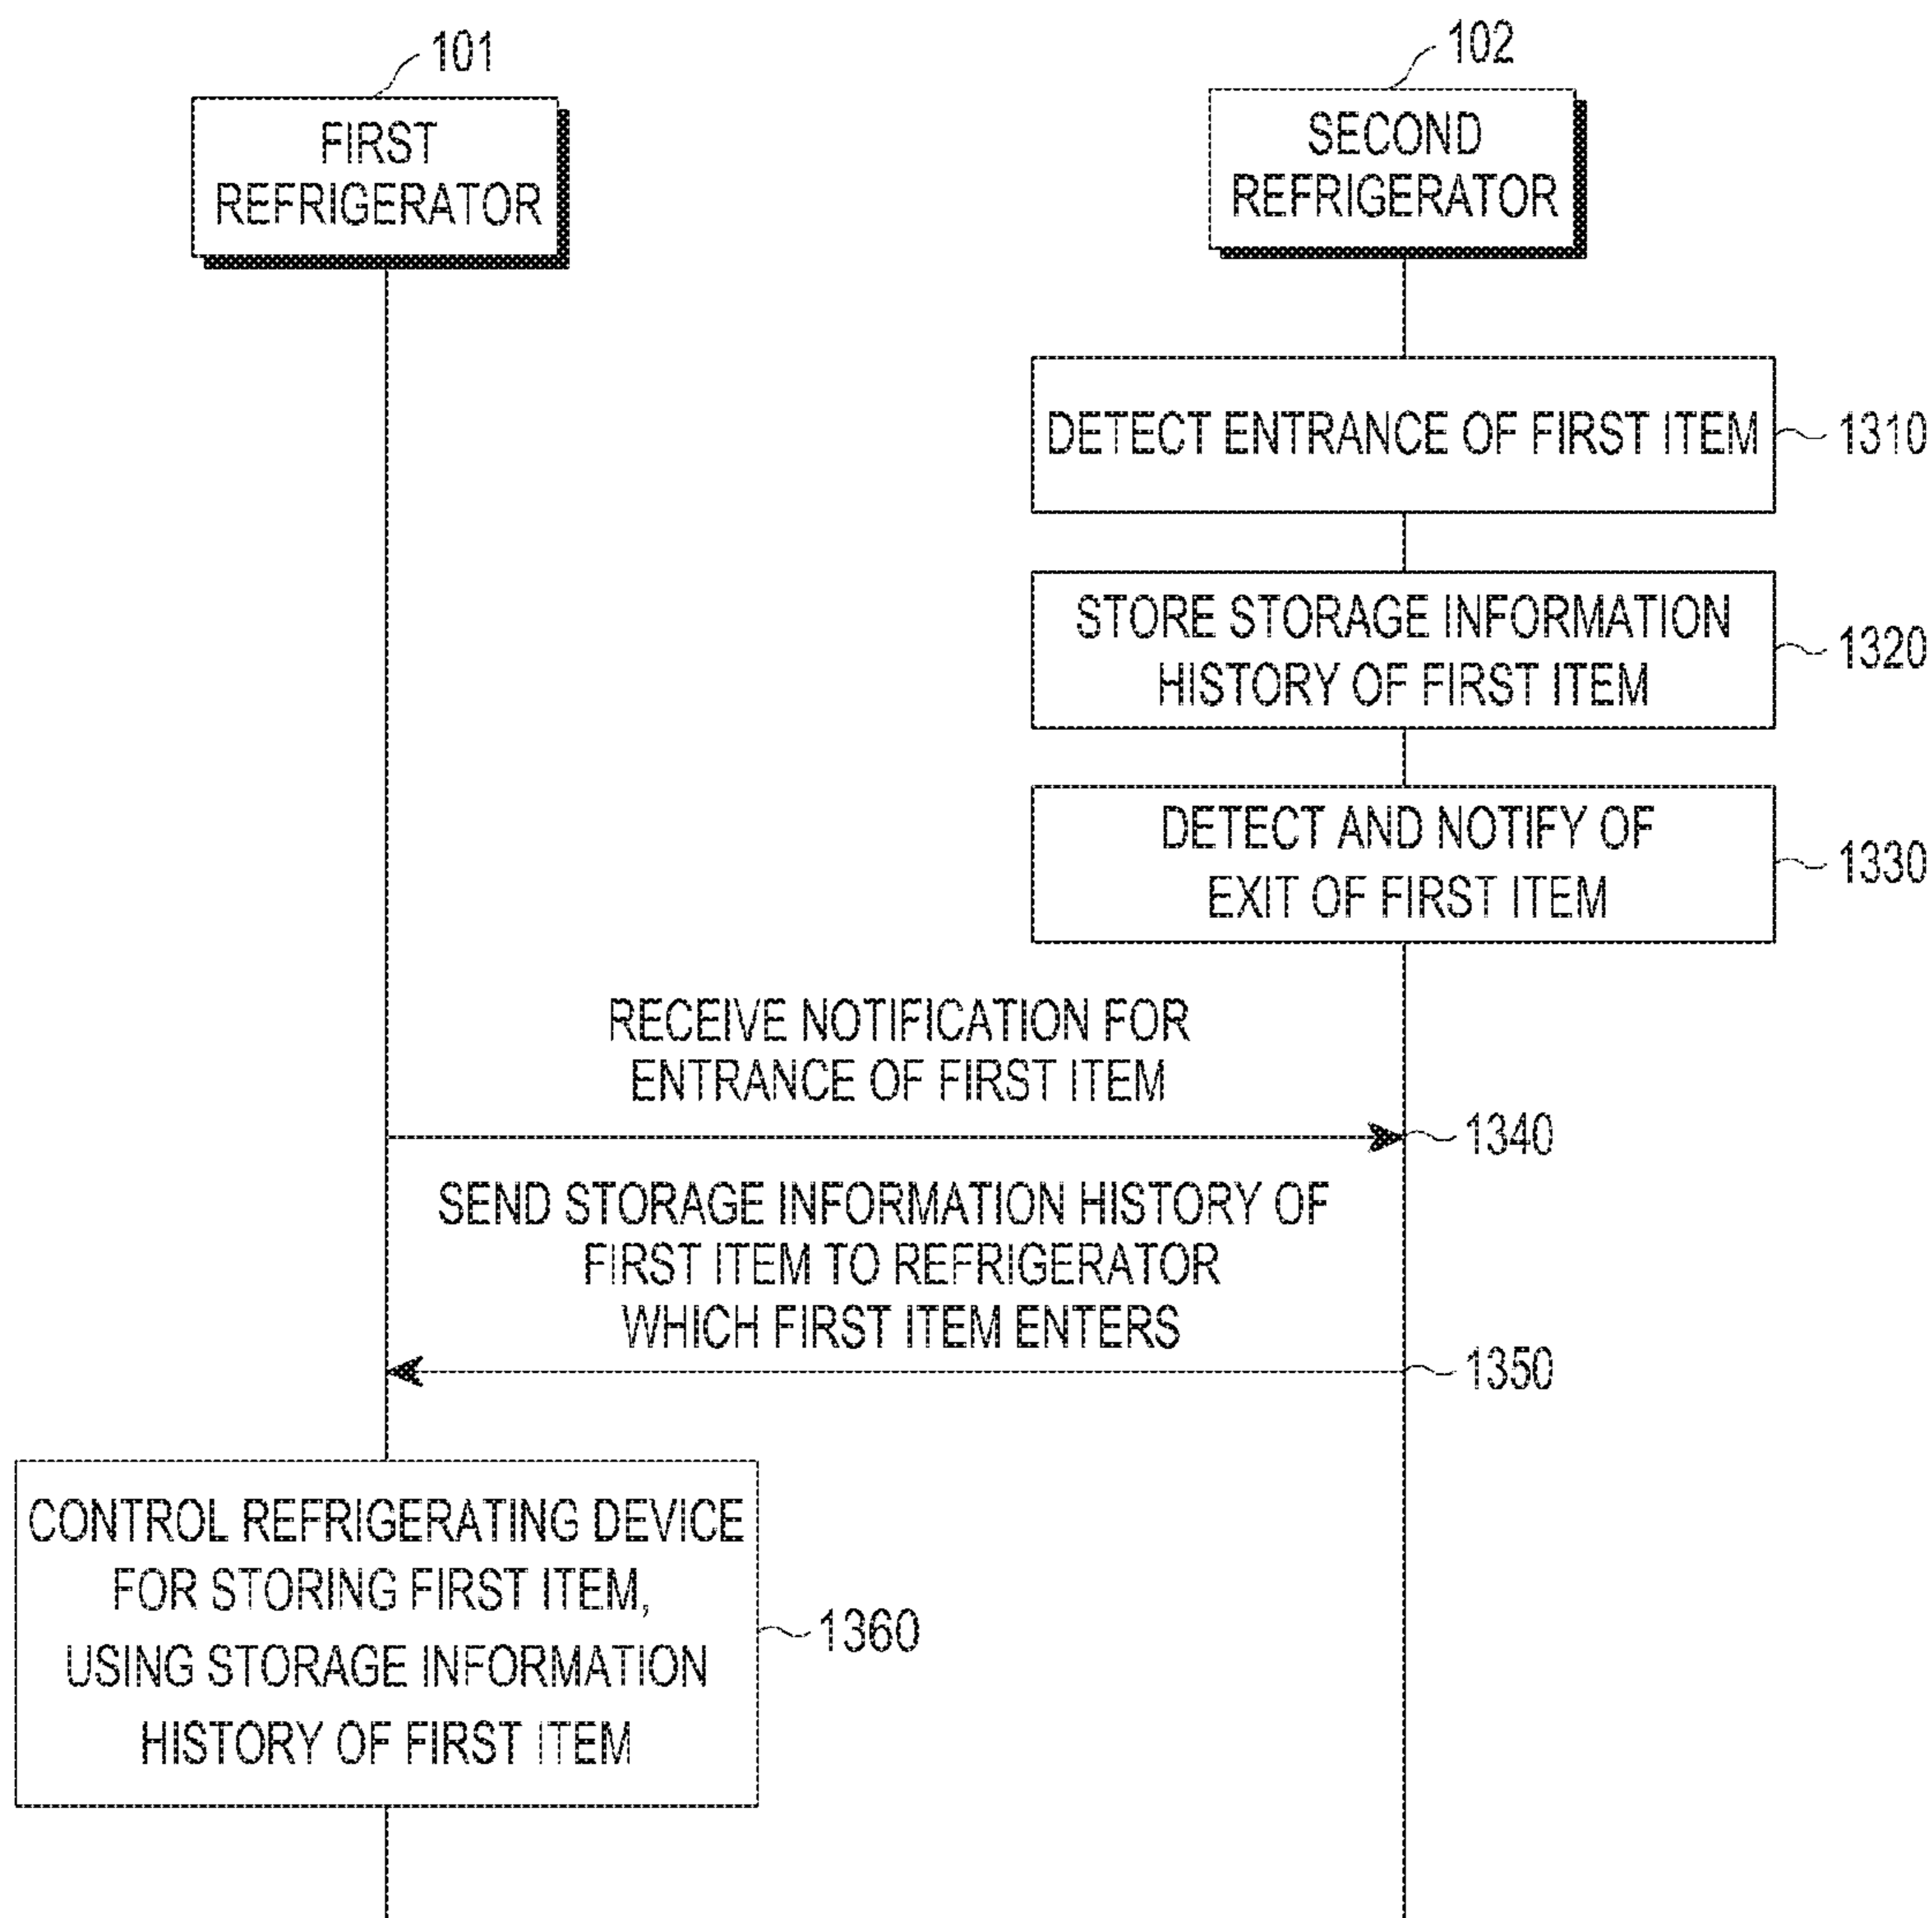 101
FIRST
REFRIGERATOR
102
SECOND
REFRIGERATOR
DETECT ENTRANCE OF FIRST ITEM
1310
STORE STORAGE INFORMATION
HISTORY OF FIRST ITEM
1320
DETECT AND NOTIFY OF
EXIT OF FIRST ITEM
1330
RECEIVE NOTIFICATION FOR
ENTRANCE OF FIRST ITEM
1340
SEND STORAGE INFORMATION HISTORY OF
FIRST ITEM TO REFRIGERATOR
WHICH FIRST ITEM ENTERS
1350
CONTROL REFRIGERATING DEVICE
FOR STORING FIRST ITEM,
USING STORAGE INFORMATION
HISTORY OF FIRST ITEM
1360